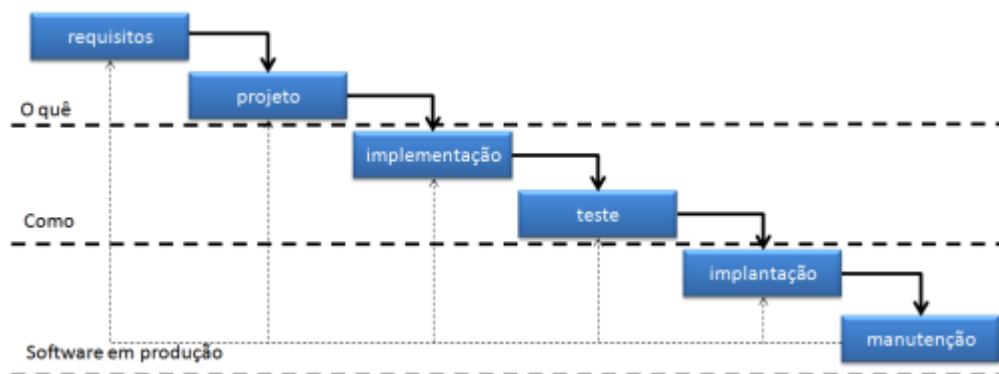 requisitos
projeto
O quê
implementação
teste
Como
implantação
manutenção
Software em produção